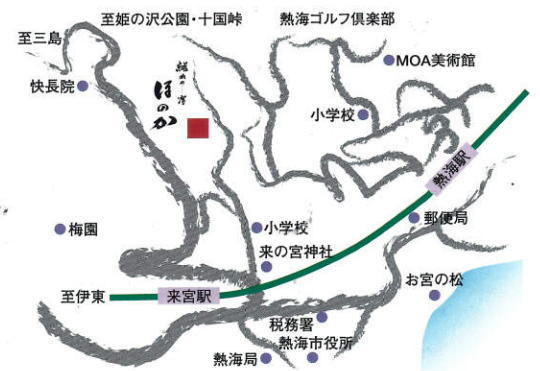 至姫の沢公園・十国峠
熱海ゴルフ倶楽部
至三島
MOA美術館
快長院
ほのか
小学校
熱海駅
郵便局
梅園
小学校
来の宮神社
お宮の松
至伊東
来宮駅
税務署
熱海市役所
熱海局